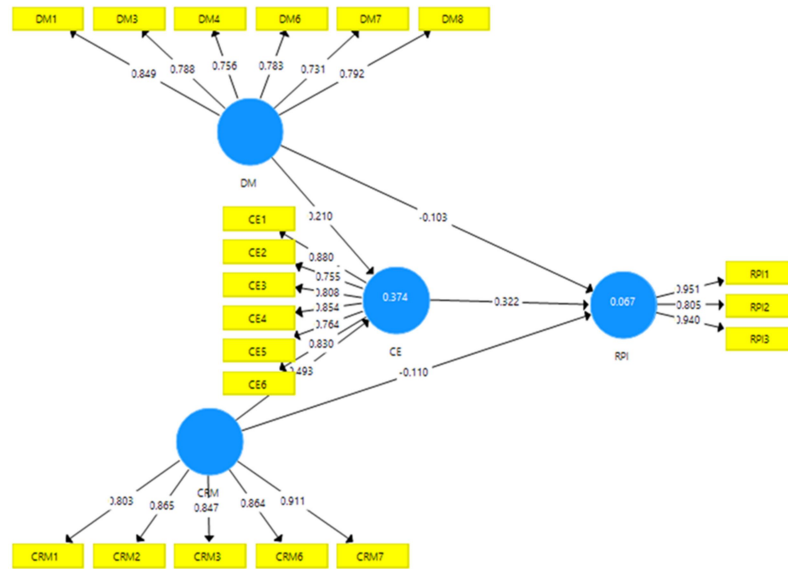 DM1 DM3 DM4 DM6 DM7 DM8
0.849 0.788 0.756 0.783 0.731 0.792
DM
0.210
-0.103
CE1
CE2
CE3
CE4
CE5
CE6
0.880
0.755
0.808
0.854
0.764
0.830
0.493
0.374
CE
0.322
-0.110
0.067
RPI
0.951
0.805
0.940
RPI1
RPI2
RPI3
CRM
0.803 0.865 0.847 0.864 0.911
CRM1 CRM2 CRM3 CRM6 CRM7